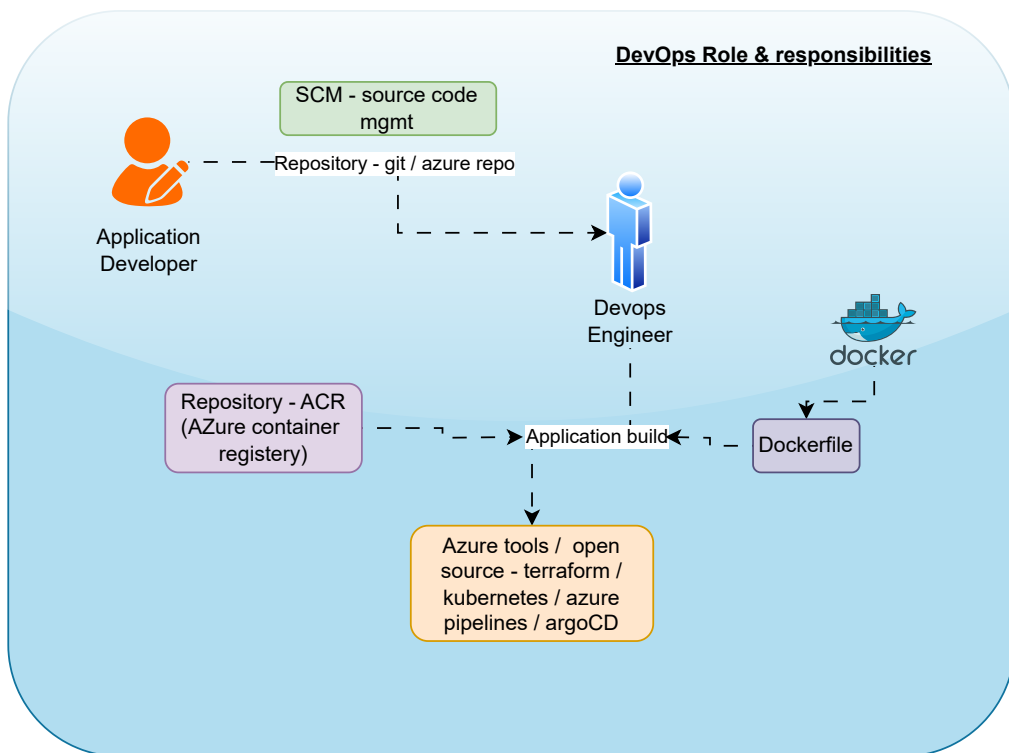 DevOps Role & responsibilities
SCM - source code
mgmt
Repository - git / azure repo
Application
Developer
Devops
Engineer
docker
Repository - ACR
(AZure container
registery)
Application build
Dockerfile
Azure tools /  open
source - terraform /
kubernetes / azure
pipelines / argoCD